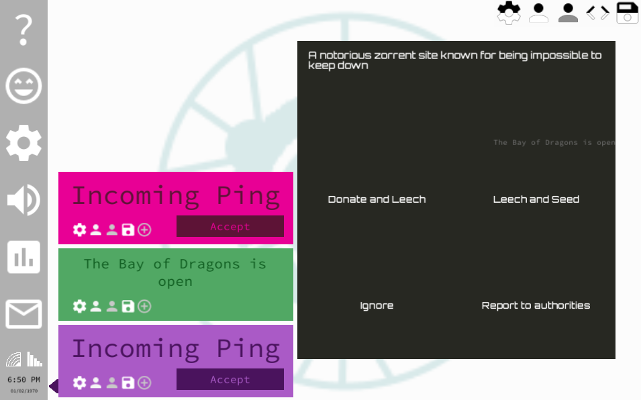 A notorious zorrent site known for being impossible to
keep down
The Bay of Dragons is open
Donate and Leech
Leech and Seed
Ignore
Report to authorities
Incoming Ping
Accept
The Bay of Dragons is
open
Incoming Ping
Accept
6:50 PM